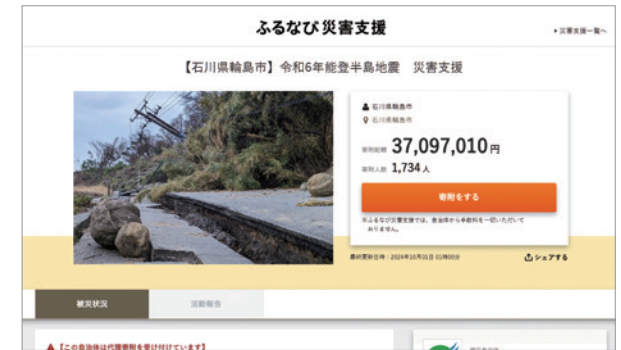 ふるなび災害支援
▸災害支援一覧へ
【石川県輪島市】令和6年能登半島地震 災害支援
石川県輪島市
石川県輪島市
寄附総額 37,097,010円
寄附人数 1,734人
寄附をする
※ふるなび災害支援では、自治体から手数料を一切いただいて
おりません。
最終更新日時：2024年10月01日 01時00分
シェアする
被災状況
活動報告
【この自治体は代理寄附を受け付けています】